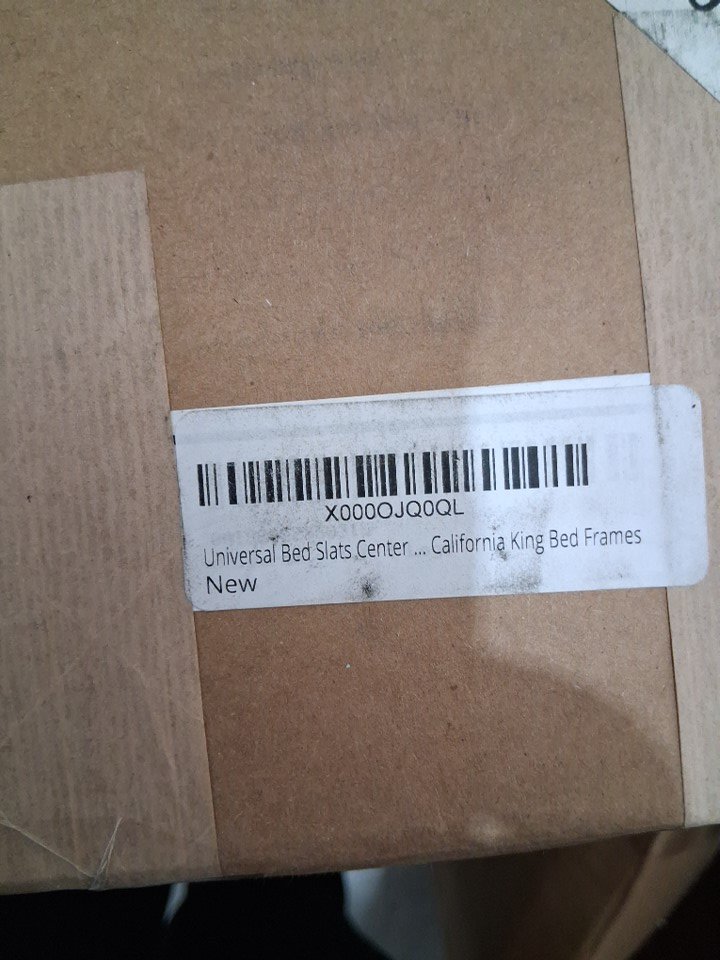 X000OJQ0QL
Universal Bed Slats Center ... California King Bed Frames
New